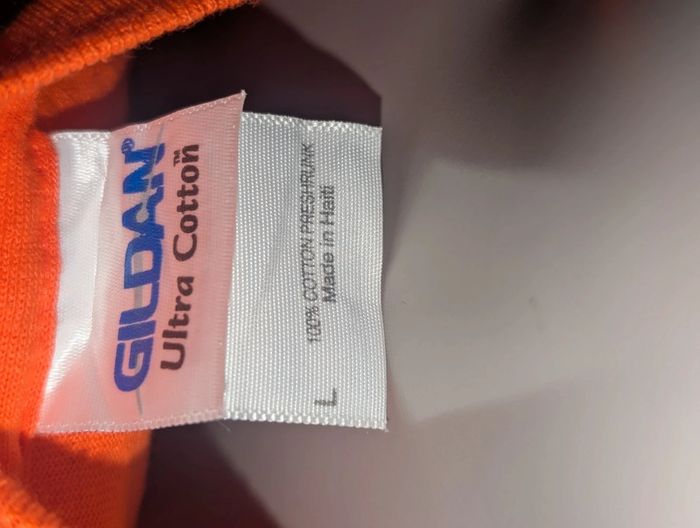 GILDAN®
Ultra Cotton™
100% COTTON PRESHRUNK
Made in Haiti
L